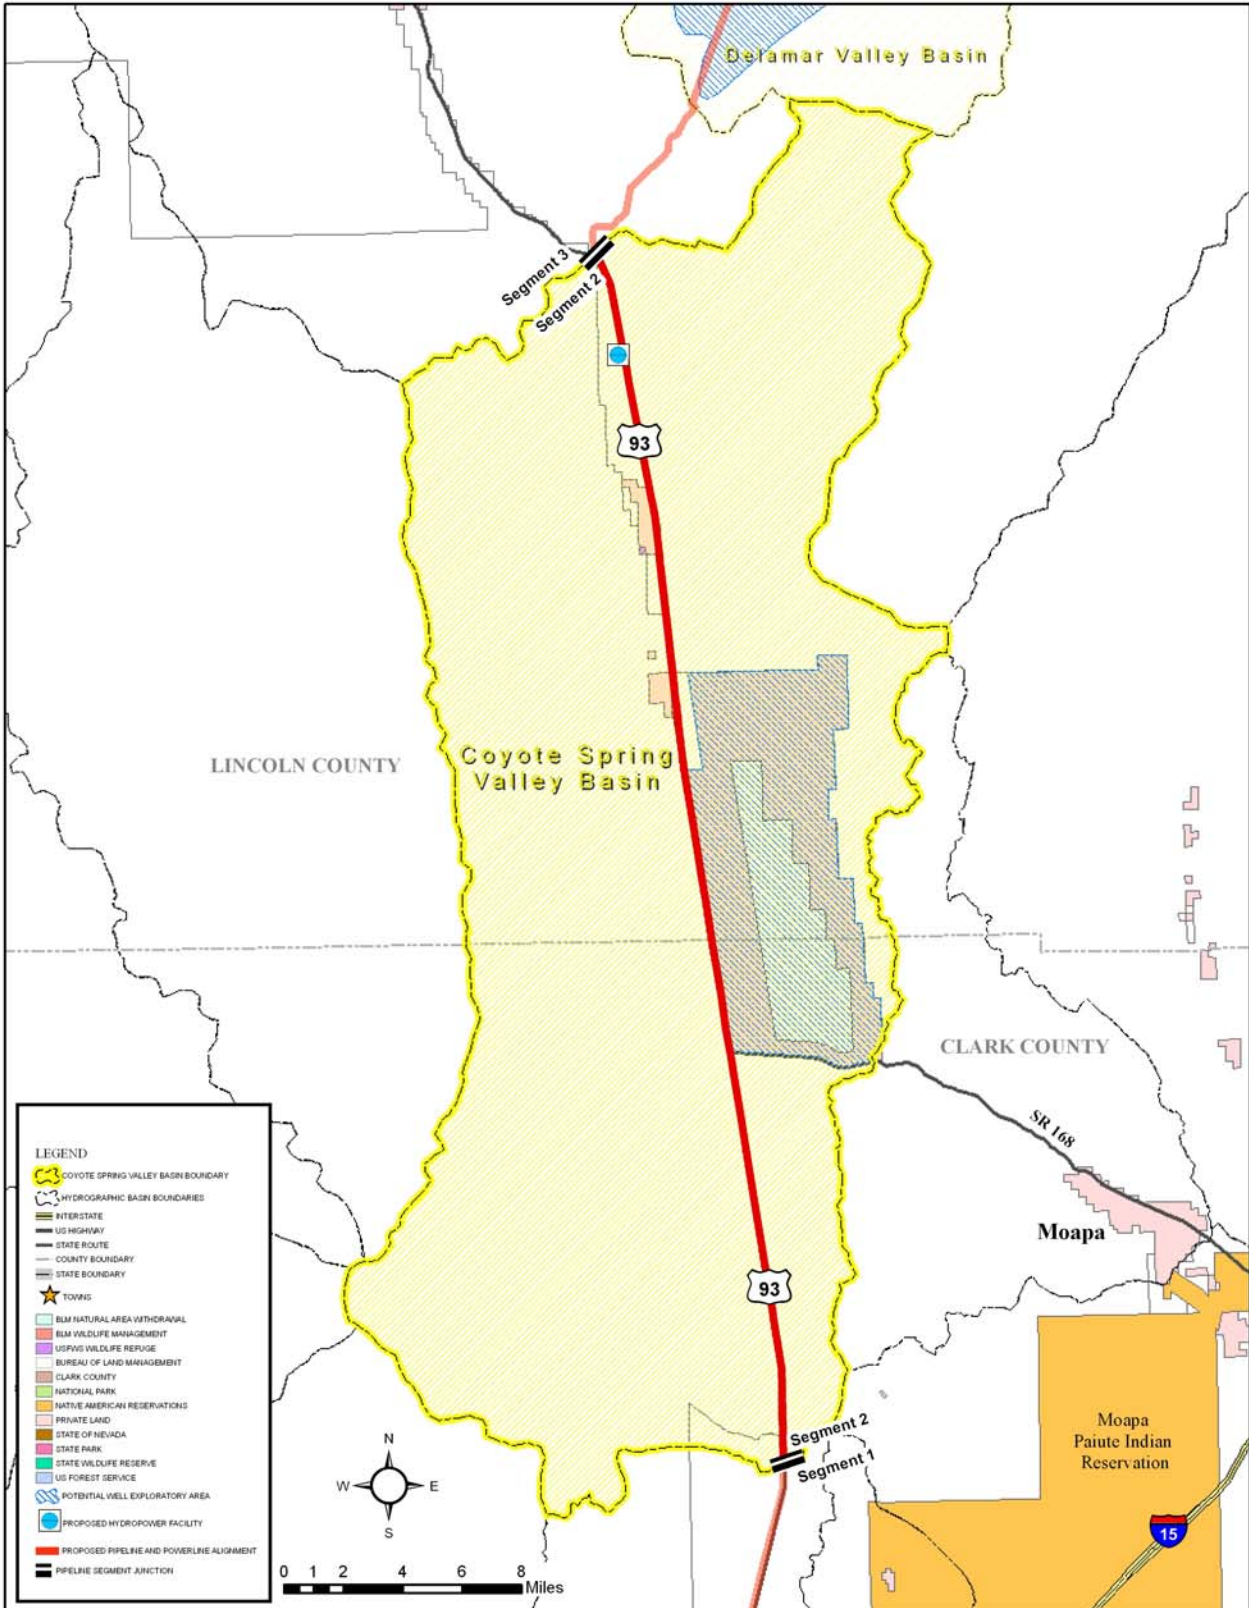 Delamar Valley Basin
Segment 3
Segment 2
93
LINCOLN COUNTY
Coyote Spring
Valley Basin
CLARK COUNTY
SR 168
Moapa
93
Segment 2
Segment 1
Moapa
Paiute Indian
Reservation
15
LEGEND
COYOTE SPRING VALLEY BASIN BOUNDARY
HYDROGRAPHIC BASIN BOUNDARIES
INTERSTATE
US HIGHWAY
STATE ROUTE
COUNTY BOUNDARY
STATE BOUNDARY
TOWNS
BLM NATURAL AREA WITHDRAWAL
BLM WILDLIFE MANAGEMENT
USFWS WILDLIFE REFUGE
BUREAU OF LAND MANAGEMENT
CLARK COUNTY
NATIONAL PARK
NATIVE AMERICAN RESERVATIONS
PRIVATE LAND
STATE OF NEVADA
STATE PARK
STATE WILDLIFE RESERVE
US FOREST SERVICE
POTENTIAL WELL EXPLORATORY AREA
PROPOSED HYDROPOWER FACILITY
PROPOSED PIPELINE AND POWERLINE ALIGNMENT
PIPELINE SEGMENT JUNCTION
N
W E
S
0 1 2 4 6 8
Miles